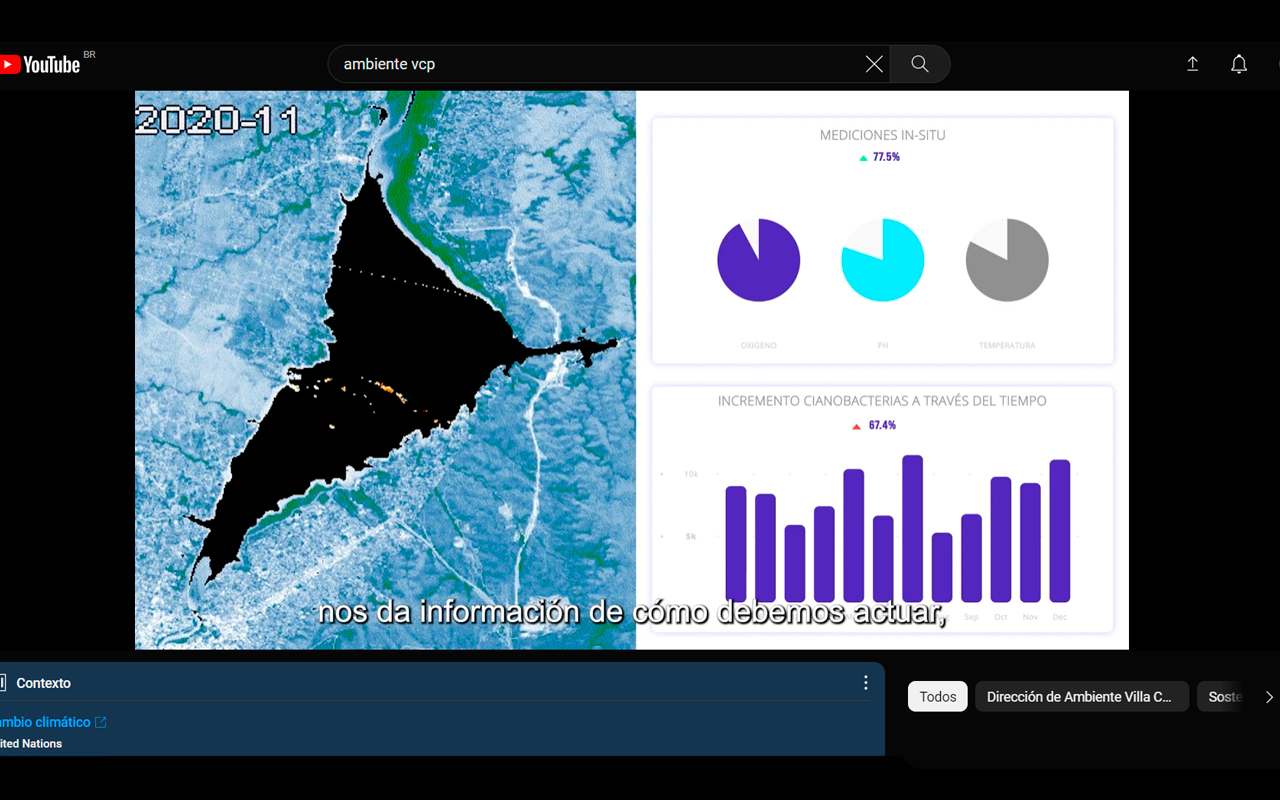 YouTube BR
ambiente vcp
2020-11
MEDICIONES IN-SITU
77.5%
OXIGENO
PH
TEMPERATURA
INCREMENTO CIANOBACTERIAS A TRAVÉS DEL TIEMPO
67.4%
10k
5k
Sep Oct Nov Dec
nos da información de cómo debemos actuar,
Contexto
mbio climático
ited Nations
Todos
Dirección de Ambiente Villa C...
Soste